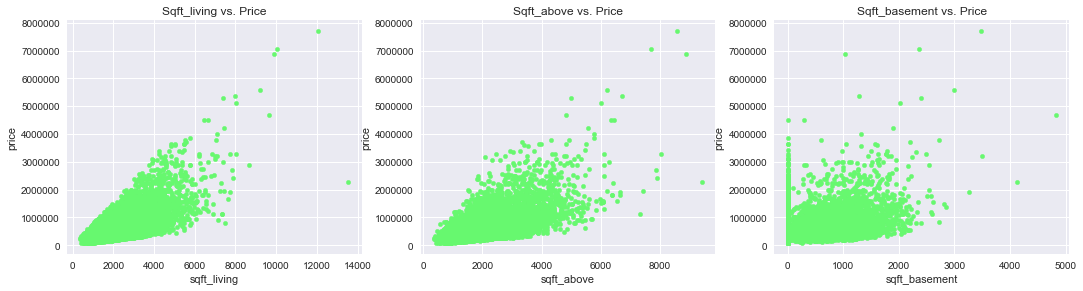 Sqft_living vs. Price
8000000
7000000
6000000
5000000
4000000
3000000
2000000
1000000
0
price
0 2000 4000 6000 8000 10000 12000 14000
sqft_living
Sqft_above vs. Price
8000000
7000000
6000000
5000000
4000000
3000000
2000000
1000000
0
price
0 2000 4000 6000 8000
sqft_above
Sqft_basement vs. Price
8000000
7000000
6000000
5000000
4000000
3000000
2000000
1000000
0
price
0 1000 2000 3000 4000 5000
sqft_basement